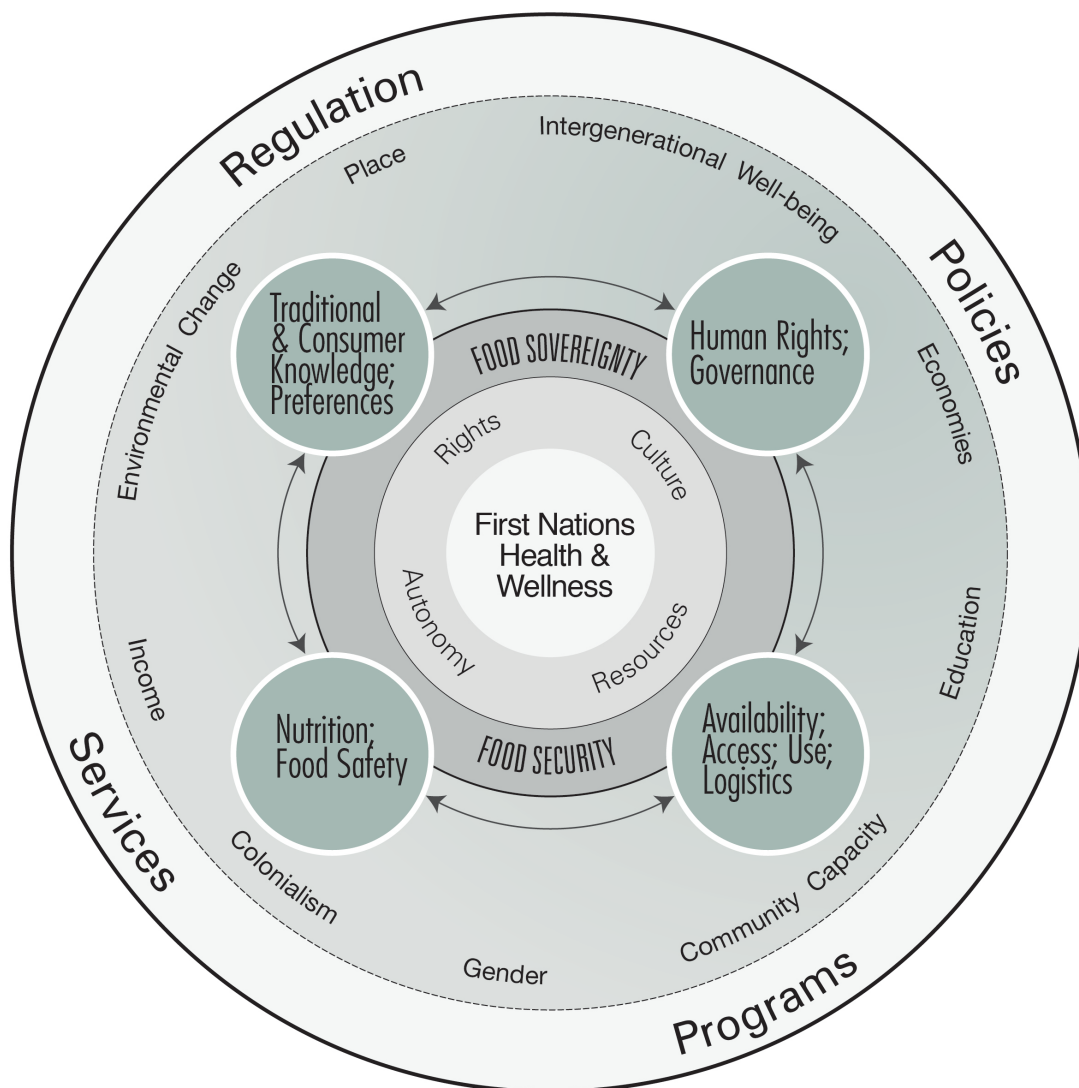 Regulation
Policies
Programs
Services
Place
Intergenerational Well-being
Economies
Education
Community Capacity
Gender
Colonialism
Income
Environmental Change
Traditional
& Consumer
Knowledge;
Preferences
Human Rights;
Governance
Availability;
Access; Use;
Logistics
Nutrition;
Food Safety
FOOD SOVEREIGNTY
FOOD SECURITY
Rights
Culture
Resources
Autonomy
First Nations
Health &
Wellness